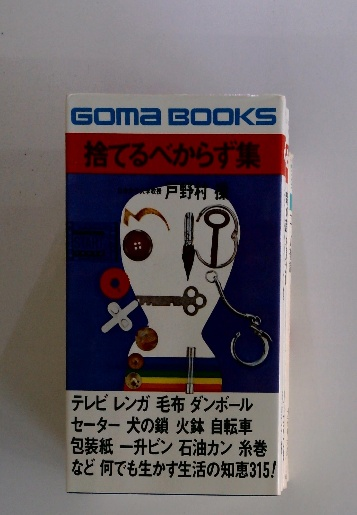 GOMA BOOKS
捨てるべからず集
戸野村 操
テレビ レンガ 毛布 ダンボール
セーター 犬の鎖 火鉢 自転車
包装紙 一升ビン 石油カン 糸巻
など 何でも生かす生活の知恵315!